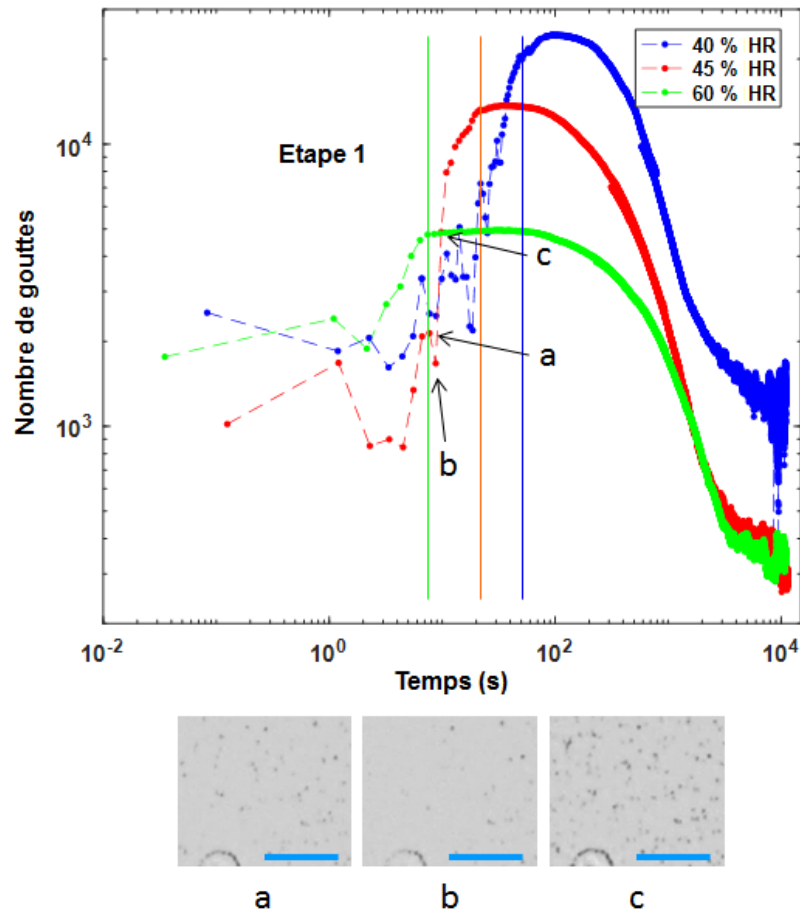 40 % HR
45 % HR
60 % HR
Etape 1
c
a
b
Nombre de gouttes
10^4
10^3
10^-2
10^0
10^2
10^4
Temps (s)
a
b
c